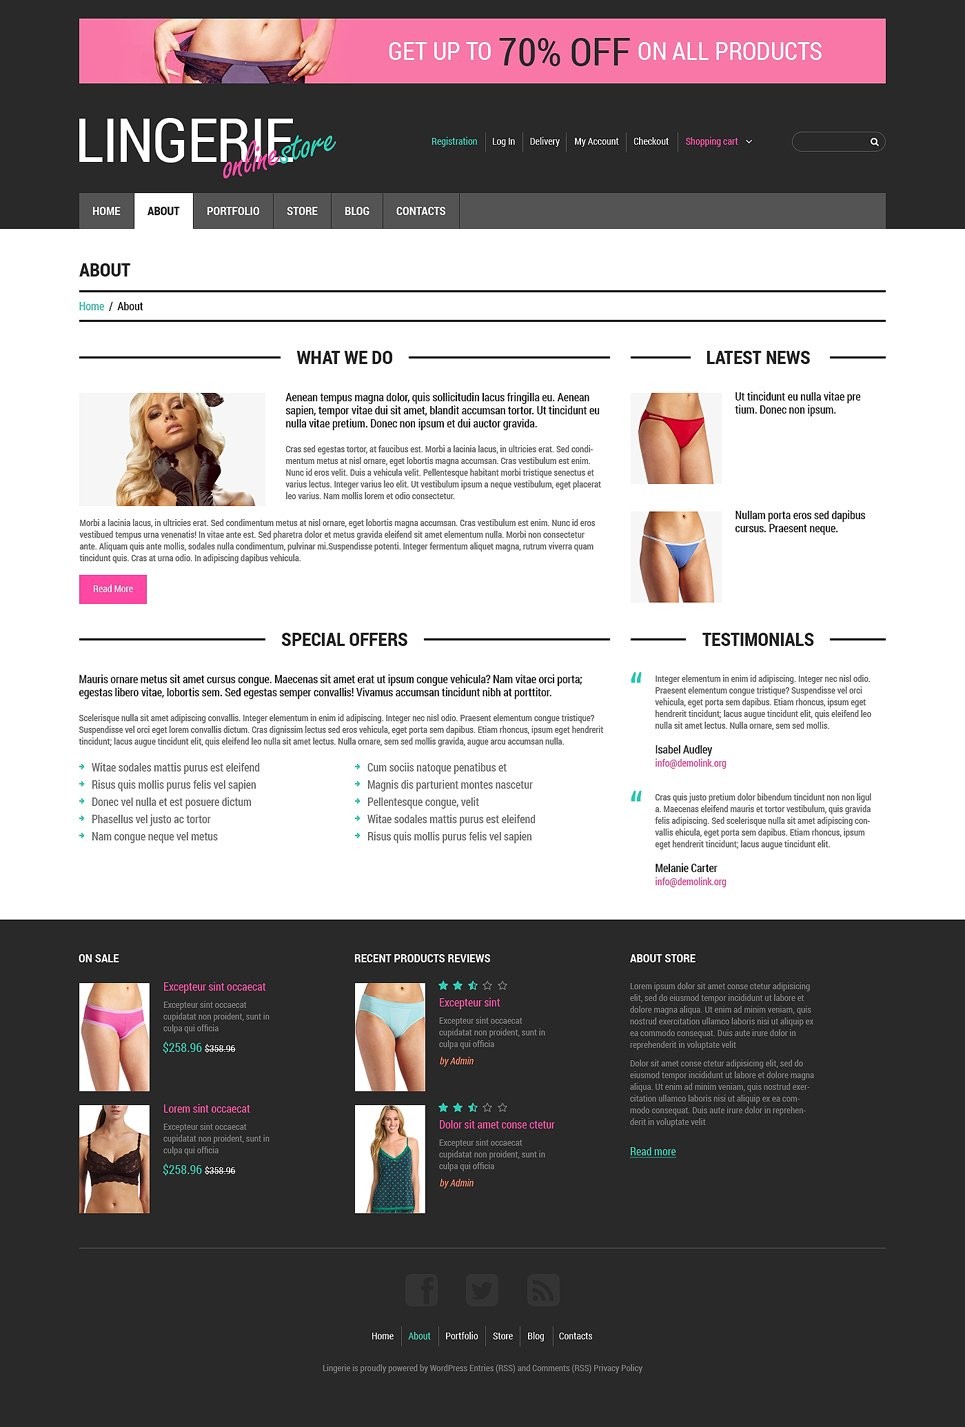 GET UP TO 70% OFF ON ALL PRODUCTS
LINGERIE
onlinestore
Registration Log In Delivery My Account Checkout Shopping cart
HOME ABOUT PORTFOLIO STORE BLOG CONTACTS
ABOUT
Home / About
WHAT WE DO
Aenean tempus magna dolor, quis sollicitudin lacus fringilla eu. Aenean
sapien, tempor vitae dui sit amet, blandit accumsan tortor. Ut tincidunt eu
nulla vitae pretium. Donec non ipsum et dui auctor gravida.
Cras sed egestas tortor, at faucibus est. Morbi a lacinia lacus, in ultricies erat. Sed condi-
mentum metus at nisl ornare, eget lobortis magna accumsan. Cras vestibulum est enim.
Nunc id eros velit. Duis a vehicula velit. Pellentesque habitant morbi tristique senectus et
varius lectus. Integer varius leo elit. Ut vestibulum ipsum a neque vestibulum, eget placerat
leo varius. Nam mollis lorem et odio consectetur.
Morbi a lacinia lacus, in ultricies erat. Sed condimentum metus at nisl ornare, eget lobortis magna accumsan. Cras vestibulum est enim. Nunc id eros
vestibued tempus urna venenatis! In vitae ante est. Sed pharetra dolor et metus gravida eleifend sit amet elementum nulla. Morbi non consectetur
ante. Aliquam quis ante mollis, sodales nulla condimentum, pulvinar mi.Suspendisse potenti. Integer fermentum aliquet magna, rutrum viverra quam
tincidunt quis. Cras at urna odio. In adipiscing dapibus vehicula.
Read More
LATEST NEWS
Ut tincidunt eu nulla vitae pre
tium. Donec non ipsum.
Nullam porta eros sed dapibus
cursus. Praesent neque.
SPECIAL OFFERS
Mauris ornare metus sit amet cursus congue. Maecenas sit amet erat ut ipsum congue vehicula? Nam vitae orci porta;
egestas libero vitae, lobortis sem. Sed egestas semper convallis! Vivamus accumsan tincidunt nibh at porttitor.
Scelerisque nulla sit amet adipiscing convallis. Integer elementum in enim id adipiscing. Integer nec nisl odio. Praesent elementum congue tristique?
Suspendisse vel orci eget lorem convallis dictum. Cras dignissim lectus sed eros vehicula, eget porta sem dapibus. Etiam rhoncus, ipsum eget hendrerit
tincidunt; lacus augue tincidunt elit, quis eleifend leo nulla sit amet lectus. Nulla ornare, sem sed mollis gravida, augue arcu accumsan nulla.
Witae sodales mattis purus est eleifend
Risus quis mollis purus felis vel sapien
Donec vel nulla et est posuere dictum
Phasellus vel justo ac tortor
Nam congue neque vel metus
Cum sociis natoque penatibus et
Magnis dis parturient montes nascetur
Pellentesque congue, velit
Witae sodales mattis purus est eleifend
Risus quis mollis purus felis vel sapien
TESTIMONIALS
“ Integer elementum in enim id adipiscing. Integer nec nisl odio.
Praesent elementum congue tristique? Suspendisse vel orci
vehicula, eget porta sem dapibus. Etiam rhoncus, ipsum eget
hendrerit tincidunt; lacus augue tincidunt elit, quis eleifend leo
nulla sit amet lectus. Nulla ornare, sem sed mollis.
Isabel Audley
info@demolink.org
“ Cras quis justo pretium dolor bibendum tincidunt non non ligul
a. Maecenas eleifend mauris et tortor vestibulum, quis gravida
felis adipiscing. Sed scelerisque nulla sit amet adipiscing con-
vallis ehicula, eget porta sem dapibus. Etiam rhoncus, ipsum
eget hendrerit tincidunt; lacus augue tincidunt elit.
Melanie Carter
info@demolink.org
ON SALE
Excepteur sint occaecat
Excepteur sint occaecat
cupidatat non proident, sunt in
culpa qui officia
$258.96 $358.96
Lorem sint occaecat
Excepteur sint occaecat
cupidatat non proident, sunt in
culpa qui officia
$258.96 $358.96
RECENT PRODUCTS REVIEWS
Excepteur sint
Excepteur sint occaecat
cupidatat non proident, sunt in
culpa qui officia
by Admin
Dolor sit amet conse ctetur
Excepteur sint occaecat
cupidatat non proident, sunt in
culpa qui officia
by Admin
ABOUT STORE
Lorem ipsum dolor sit amet conse ctetur adipisicing
elit, sed do eiusmod tempor incididunt ut labore et
dolore magna aliqua. Ut enim ad minim veniam, quis
nostrud exercitation ullamco laboris nisi ut aliquip ex
ea commodo consequat. Duis aute irure dolor in
reprehenderit in voluptate velit
Dolor sit amet conse ctetur adipisicing elit, sed do
eiusmod tempor incididunt ut labore et dolore magna
aliqua. Ut enim ad minim veniam, quis nostrud exer-
citation ullamco laboris nisi ut aliquip ex ea com-
modo consequat. Duis aute irure dolor in reprehen-
derit in voluptate velit
Read more
Home About Portfolio Store Blog Contacts
Lingerie is proudly powered by WordPress Entries (RSS) and Comments (RSS) Privacy Policy